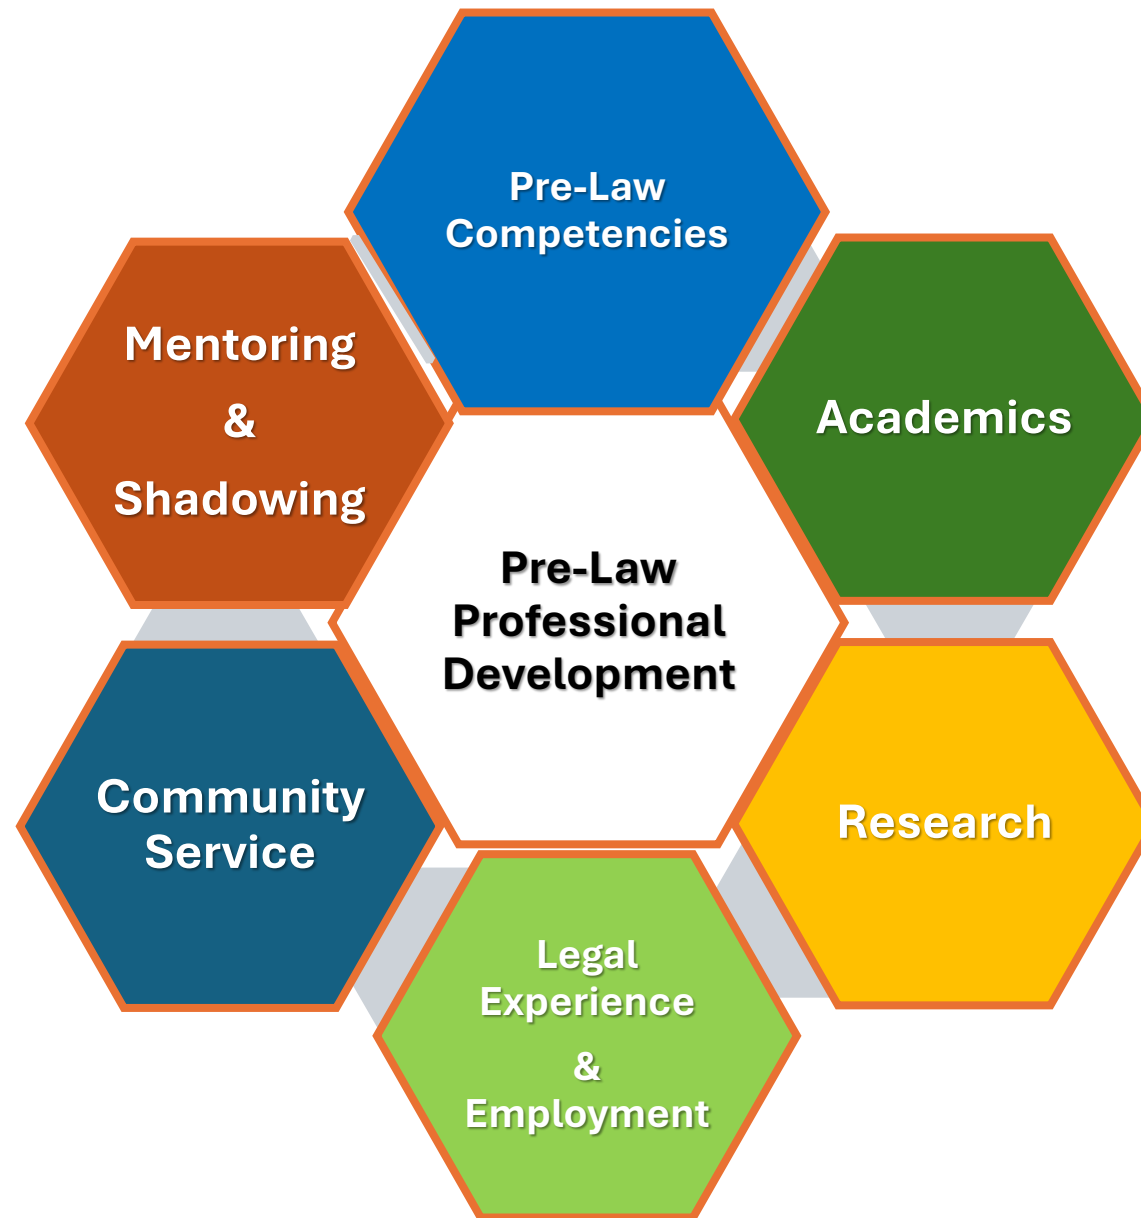 Pre-Law
Competencies
Mentoring
&
Shadowing
Academics
Pre-Law
Professional
Development
Community
Service
Research
Legal
Experience
&
Employment